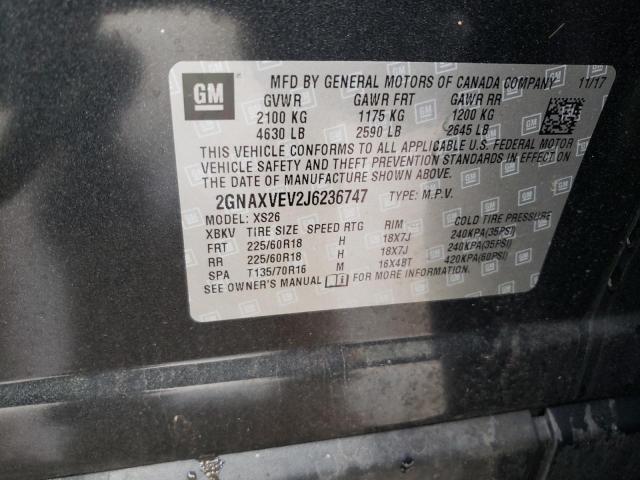 GM
MFD BY GENERAL MOTORS OF CANADA COMPANY 11/17
GVWR GAWR FRT GAWR RR
2100 KG 1175 KG 1200 KG
4630 LB 2590 LB 2645 LB
THIS VEHICLE CONFORMS TO ALL APPLICABLE U.S. FEDERAL MOTOR
VEHICLE SAFETY AND THEFT PREVENTION STANDARDS IN EFFECT ON
THE DATE OF MANUFACTURE SHOWN ABOVE.
2GNAXVEV2J6236747 TYPE: M.P.V.
MODEL: XS26
XBKV TIRE SIZE SPEED RTG RIM COLD TIRE PRESSURE
FRT 225/60R18 H 18X7J 240KPA(35PSI)
RR 225/60R18 H 18X7J 240KPA(35PSI)
SPA T135/70R16 M 16X4BT 420KPA(60PSI)
SEE OWNER'S MANUAL FOR MORE INFORMATION.